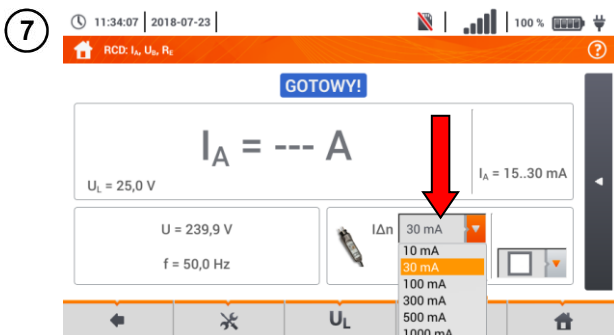 7
11:34:07 2018-07-23 100 %
RCD: IA, UB, RE ?
GOTOWY!
IA = --- A
IA = 15..30 mA
UL = 25,0 V
U = 239,9 V
f = 50,0 Hz
IΔn 30 mA
10 mA
30 mA
100 mA
300 mA
500 mA
1000 mA
UL